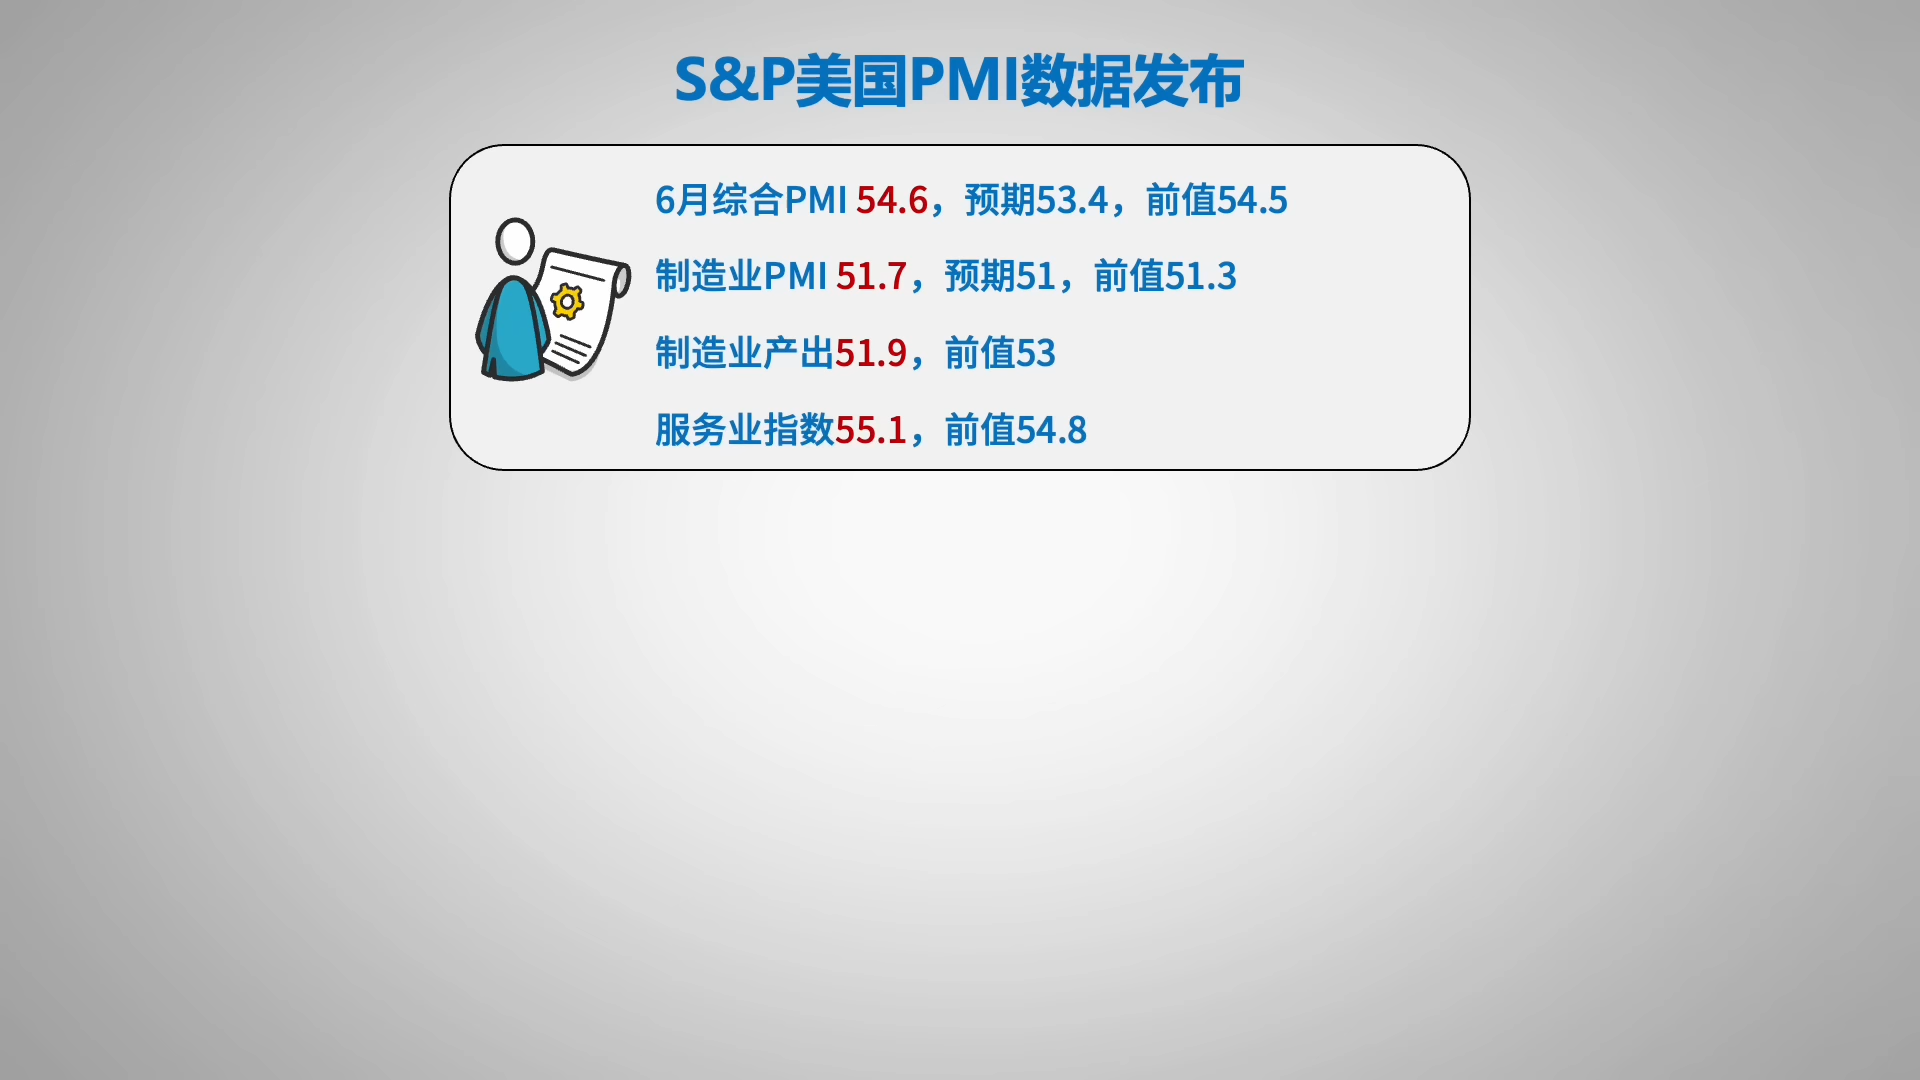 S&P美国PMI数据发布
6月综合PMI 54.6，预期53.4，前值54.5
制造业PMI 51.7，预期51，前值51.3
制造业产出51.9，前值53
服务业指数55.1，前值54.8